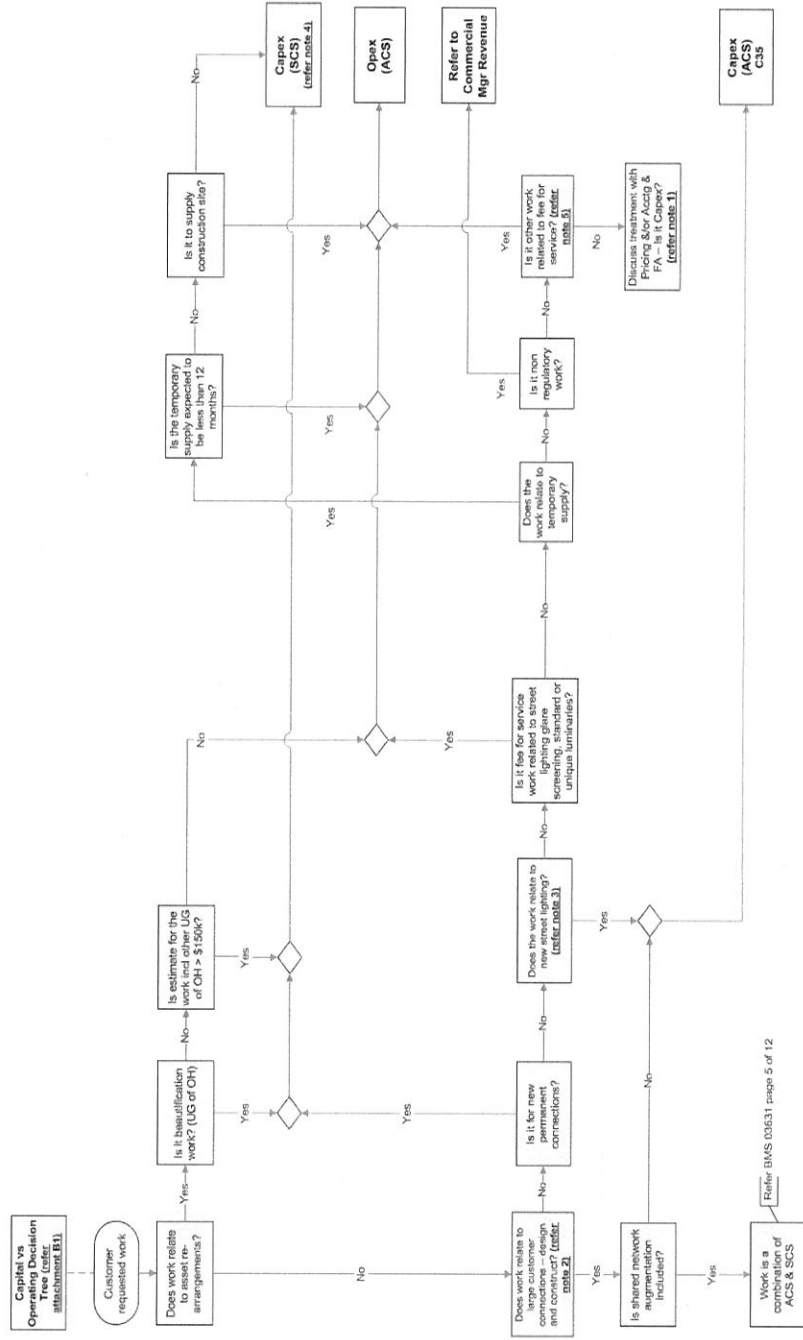 Capital vs
Operating Decision
Tree (refer
attachment B1)
Customer
requested work
Does work relate
to asset re-
arrangements?
Yes
No
Is it beautification
work? (UG of OH)
Yes
No
Is estimate for the
work incl other UG
of OH > $150k?
Yes
No
Does work relate to
large customer
connections – design
and construct? (refer
note 2)
Yes
No
Is shared network
augmentation
included?
Yes
No
Work is a
combination of
ACS & SCS
Refer BMS 03631 page 5 of 12
Is it for new
permanent
connections?
Yes
No
Does the work relate to
new street lighting?
(refer note 3)
Yes
No
Is it fee for service
work related to street
lighting glare
screening, standard or
unique luminaries?
Yes
No
Does the
work relate to
temporary
supply?
Yes
No
Is the temporary
supply expected to
be less than 12
months?
Yes
No
Is it to supply
construction site?
Yes
No
Is it non
regulatory
work?
Yes
No
Is it other work
related to fee for
service? (refer
note 5)
Yes
No
Discuss treatment with
Pricing &/or Acctg &
FA – Is it Capex?
(refer note 1)
Capex
(SCS)
(refer note 4)
Opex
(ACS)
Refer to
Commercial
Mgr Revenue
Capex
(ACS)
C35